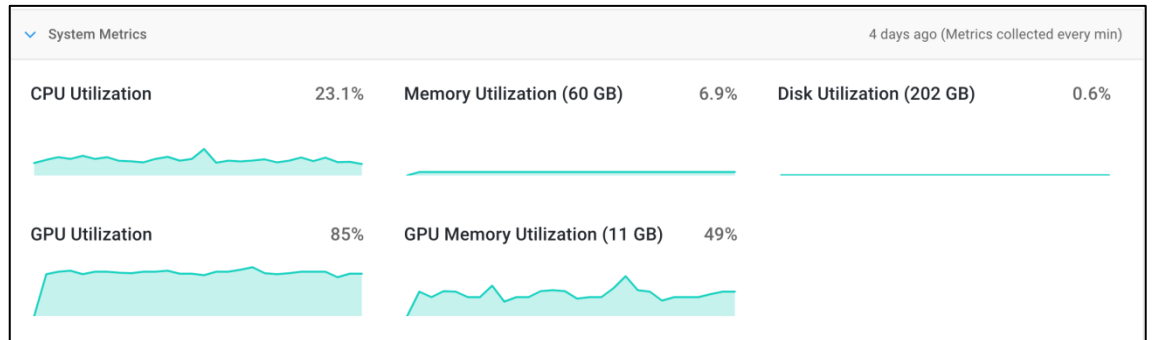 System Metrics 4 days ago (Metrics collected every min)
CPU Utilization 23.1% Memory Utilization (60 GB) 6.9% Disk Utilization (202 GB) 0.6%
GPU Utilization 85% GPU Memory Utilization (11 GB) 49%